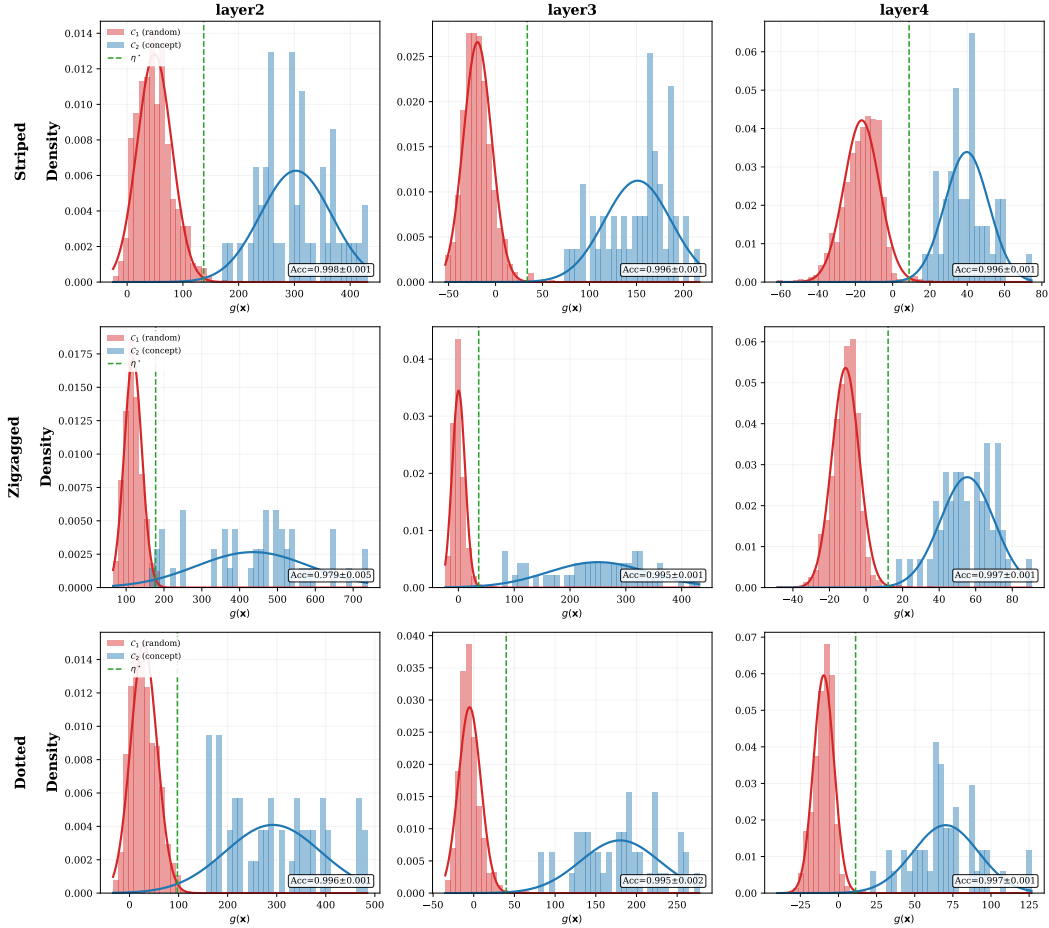 layer2 layer3 layer4
Striped
Density
C₁ (random)
C₂ (concept)
η*
0.014
0.012
0.010
0.008
0.006
0.004
0.002
0.000
0 100 200 300 400
g(x)
Acc=0.998±0.001
0.025
0.020
0.015
0.010
0.005
0.000
−50 0 50 100 150 200
g(x)
Acc=0.996±0.001
0.06
0.05
0.04
0.03
0.02
0.01
0.00
−60 −40 −20 0 20 40 60 80
g(x)
Acc=0.996±0.001
Zigzagged
Density
C₁ (random)
C₂ (concept)
η*
0.0175
0.0150
0.0125
0.0100
0.0075
0.0050
0.0025
0.0000
100 200 300 400 500 600 700
g(x)
Acc=0.979±0.005
0.04
0.03
0.02
0.01
0.00
0 100 200 300 400
g(x)
Acc=0.995±0.001
0.06
0.05
0.04
0.03
0.02
0.01
0.00
−40 −20 0 20 40 60 80
g(x)
Acc=0.997±0.001
Dotted
Density
C₁ (random)
C₂ (concept)
η*
0.014
0.012
0.010
0.008
0.006
0.004
0.002
0.000
0 100 200 300 400 500
g(x)
Acc=0.996±0.001
0.040
0.035
0.030
0.025
0.020
0.015
0.010
0.005
0.000
−50 0 50 100 150 200 250
g(x)
Acc=0.995±0.002
0.07
0.06
0.05
0.04
0.03
0.02
0.01
0.00
−25 0 25 50 75 100 125
g(x)
Acc=0.997±0.001